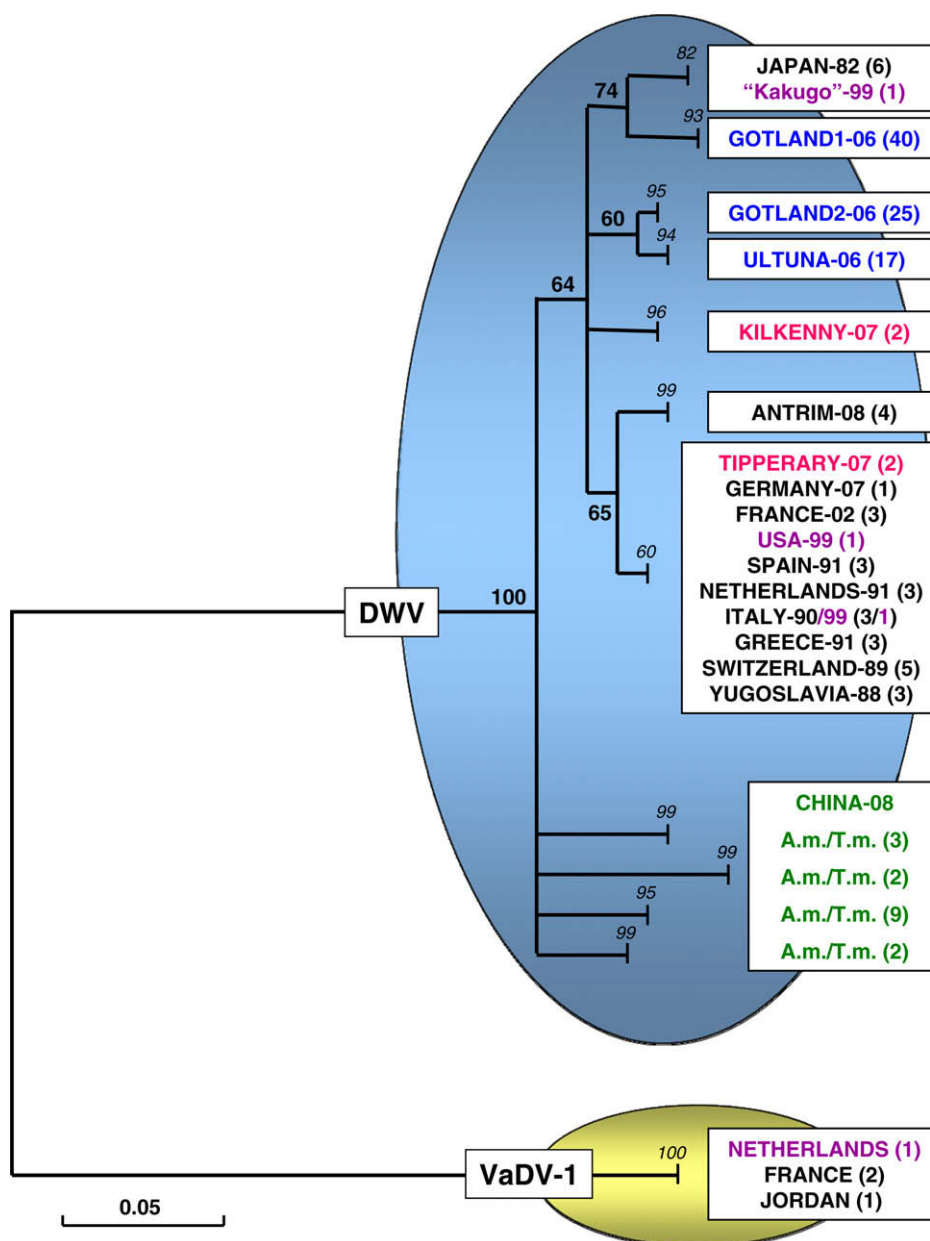 82
JAPAN-82 (6)
“Kakugo”-99 (1)
74
93
GOTLAND1-06 (40)
95
GOTLAND2-06 (25)
60
94
ULTUNA-06 (17)
64
96
KILKENNY-07 (2)
99
ANTRIM-08 (4)
TIPPERARY-07 (2)
GERMANY-07 (1)
FRANCE-02 (3)
65
USA-99 (1)
60
SPAIN-91 (3)
NETHERLANDS-91 (3)
100
DWV
ITALY-90/99 (3/1)
GREECE-91 (3)
SWITZERLAND-89 (5)
YUGOSLAVIA-88 (3)
CHINA-08
99
A.m./T.m. (3)
99
A.m./T.m. (2)
95
A.m./T.m. (9)
99
A.m./T.m. (2)
100
NETHERLANDS (1)
VaDV-1
FRANCE (2)
JORDAN (1)
0.05